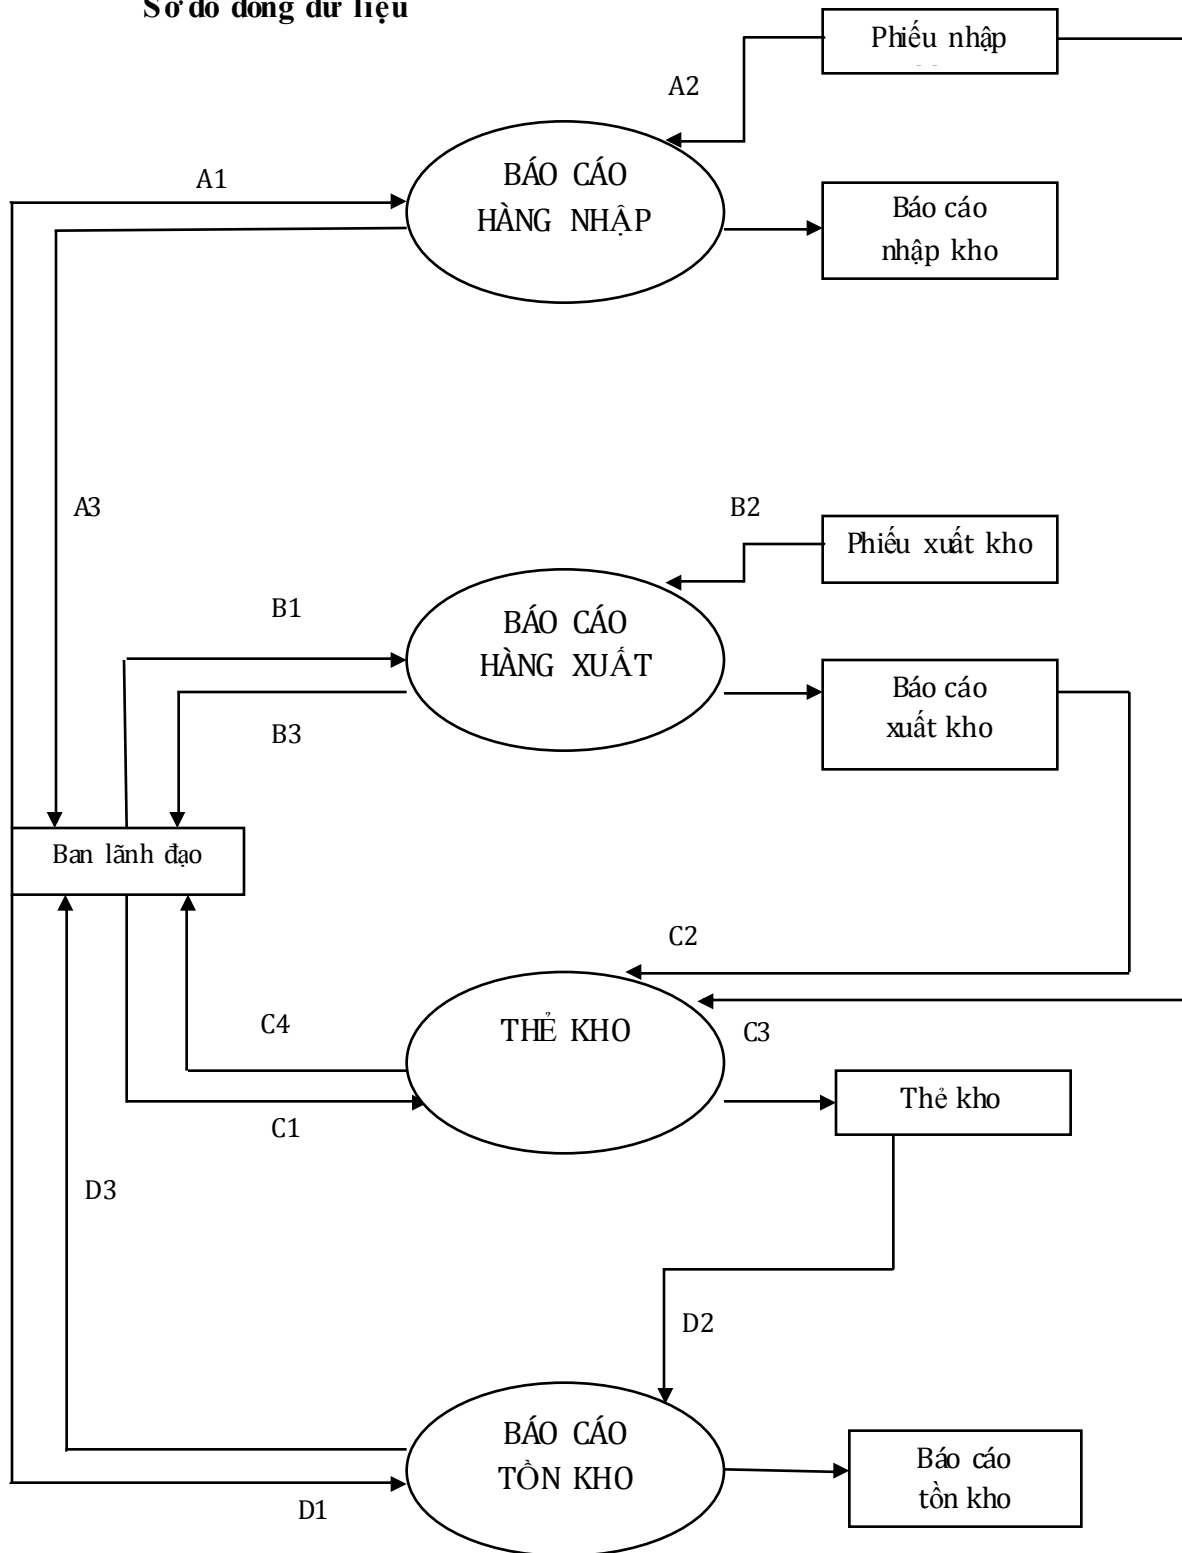 Sơ đồ dòng dữ liệu
Phiếu nhập
A2
BÁO CÁO
HÀNG NHẬP
A1
Báo cáo
nhập kho
A3
B2
Phiếu xuất kho
B1
BÁO CÁO
HÀNG XUẤT
Báo cáo
xuất kho
B3
Ban lãnh đạo
C2
C4
THẺ KHO
C3
Thẻ kho
C1
D3
D2
BÁO CÁO
TỒN KHO
Báo cáo
tồn kho
D1